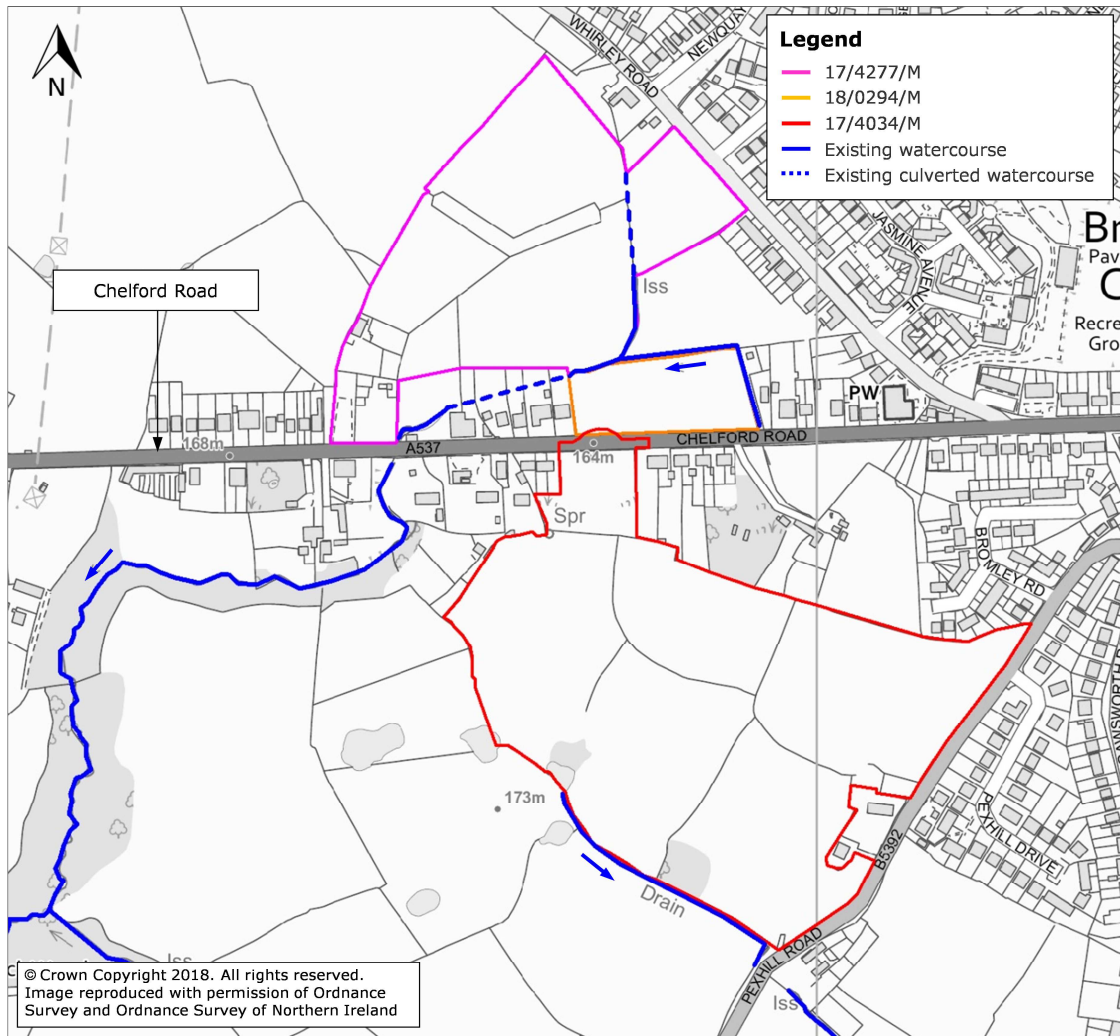 N
WHIRLEY ROAD
NEWQUAY
Legend
17/4277/M
18/0294/M
17/4034/M
Existing watercourse
Existing culverted watercourse
JASMINE AVENUE
Br
Pav
C
Recre
Gro
Chelford Road
Iss
PW
168m
A537
164m
CHELFORD ROAD
Spr
BROMLEY RD
173m
PEXHILL DRIVE
B5392
Drain
PEXHILL ROAD
Iss
Iss
© Crown Copyright 2018. All rights reserved.
Image reproduced with permission of Ordnance
Survey and Ordnance Survey of Northern Ireland